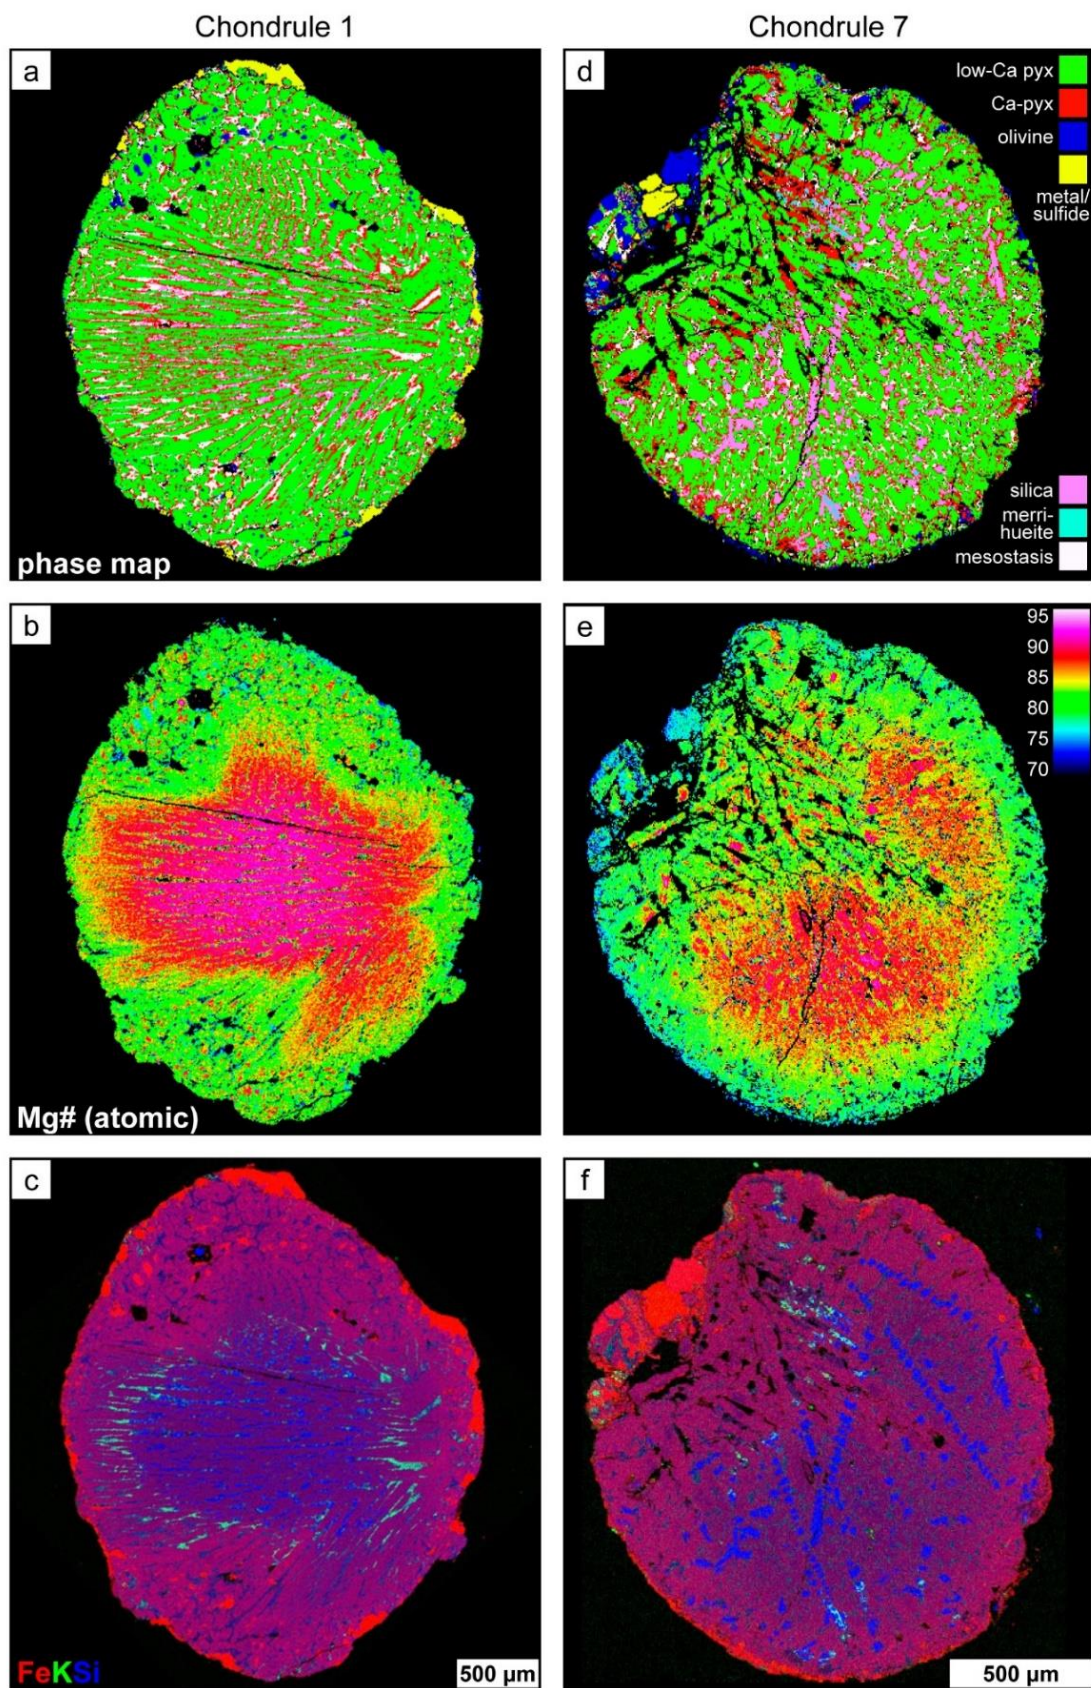 Chondrule 1
Chondrule 7
a
phase map
d
low-Ca pyx
Ca-pyx
olivine
metal/
sulfide
silica
merri-
hueite
mesostasis
b
Mg# (atomic)
e
95
90
85
80
75
70
c
FeKSi
500 µm
f
500 µm